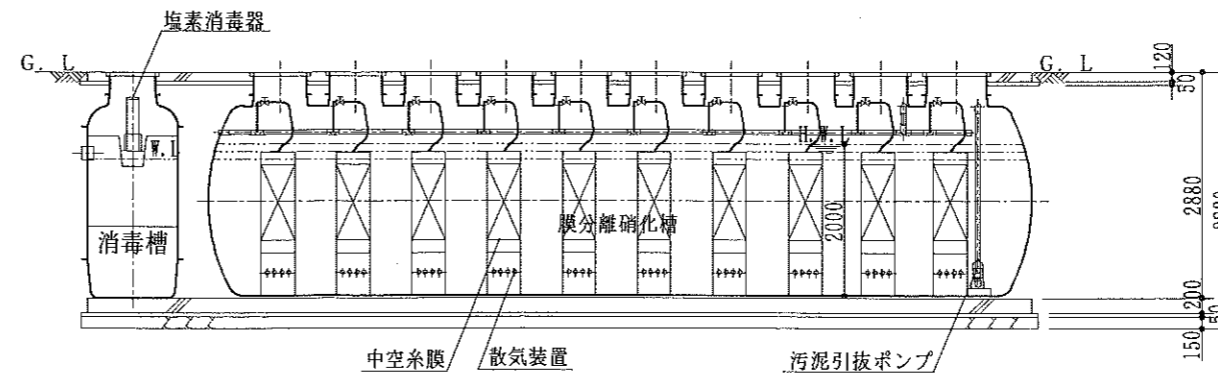 塩素消毒器
G. L
G. L
120
50
W.L
H.W.L
2880
消毒槽
膜分離硝化槽
2000
200
50
150
中空糸膜
散気装置
汚泥引抜ポンプ